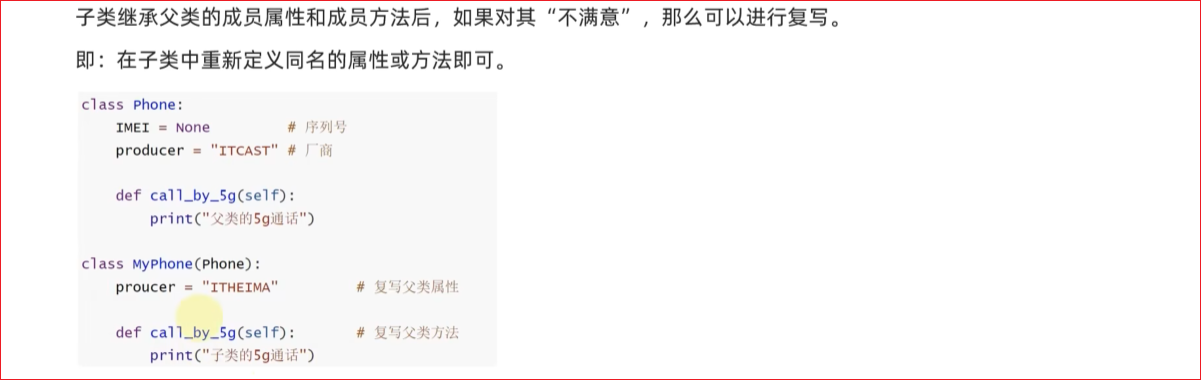 子类继承父类的成员属性和成员方法后，如果对其“不满意”，那么可以进行复写。
即：在子类中重新定义同名的属性或方法即可。
class Phone:
    IMEI = None         # 序列号
    producer = "ITCAST" # 厂商
    def call_by_5g(self):
        print("父类的5g通话")
class MyPhone(Phone):
    proucer = "ITHEIMA"         # 复写父类属性
    def call_by_5g(self):       # 复写父类方法
        print("子类的5g通话")